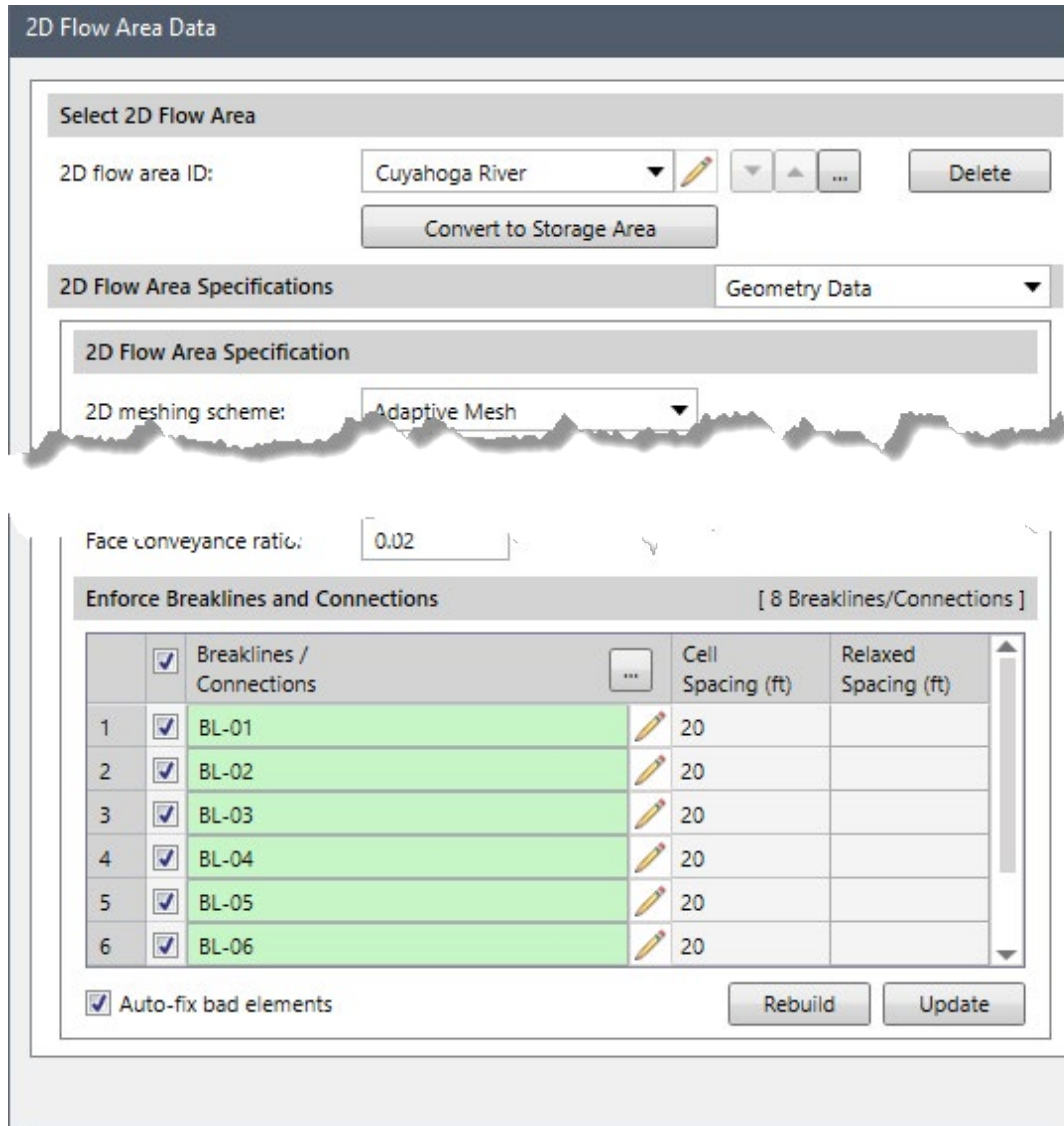 2D Flow Area Data
Select 2D Flow Area
2D flow area ID: Cuyahoga River ... Delete
Convert to Storage Area
2D Flow Area Specifications Geometry Data
2D Flow Area Specification
2D meshing scheme: Adaptive Mesh
Face conveyance ratio: 0.02
Enforce Breaklines and Connections [ 8 Breaklines/Connections ]
Breaklines / Cell Relaxed
Connections ... Spacing (ft) Spacing (ft)
1 BL-01 20
2 BL-02 20
3 BL-03 20
4 BL-04 20
5 BL-05 20
6 BL-06 20
Auto-fix bad elements Rebuild Update